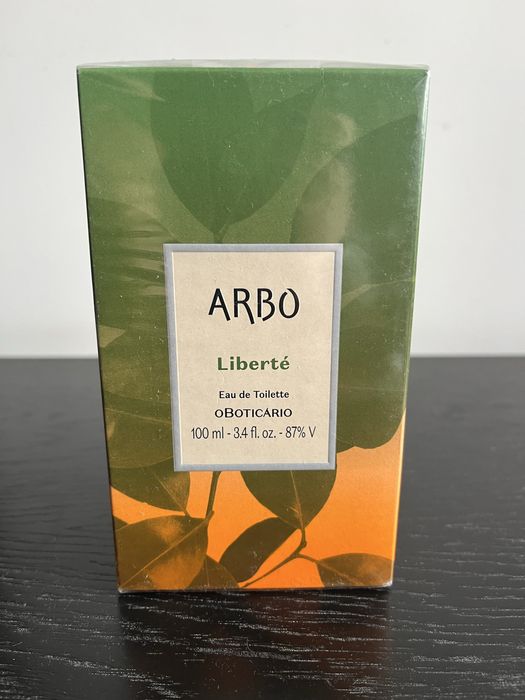 ARBO
Liberté
Eau de Toilette
oBoticário
100 ml - 3.4 fl. oz. - 87% V